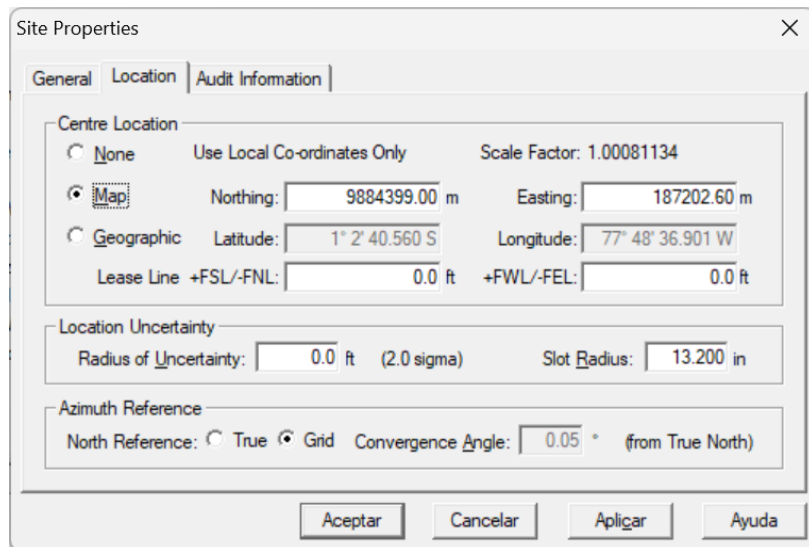 Site Properties
General Location Audit Information
Centre Location
None Use Local Co-ordinates Only Scale Factor: 1.00081134
Map Northing: 9884399.00 m Easting: 187202.60 m
Geographic Latitude: 1° 2' 40.560 S Longitude: 77° 48' 36.901 W
Lease Line +FSL/-FNL: 0.0 ft +FWL/-FEL: 0.0 ft
Location Uncertainty
Radius of Uncertainty: 0.0 ft (2.0 sigma) Slot Radius: 13.200 in
Azimuth Reference
North Reference: True Grid Convergence Angle: 0.05 ° (from True North)
Aceptar Cancelar Aplicar Ayuda